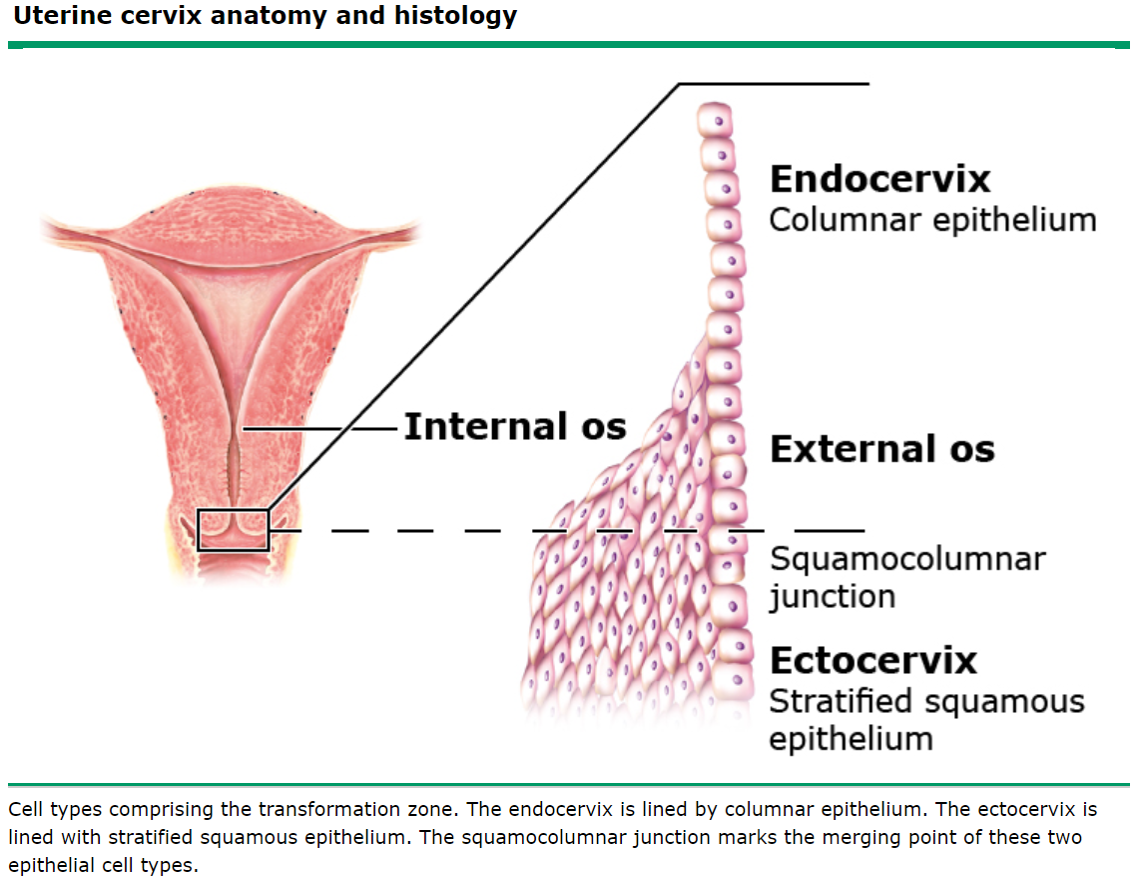 Uterine cervix anatomy and histology
Endocervix
Columnar epithelium
Internal os
External os
Squamocolumnar
junction
Ectocervix
Stratified squamous
epithelium
Cell types comprising the transformation zone. The endocervix is lined by columnar epithelium. The ectocervix is
lined with stratified squamous epithelium. The squamocolumnar junction marks the merging point of these two
epithelial cell types.